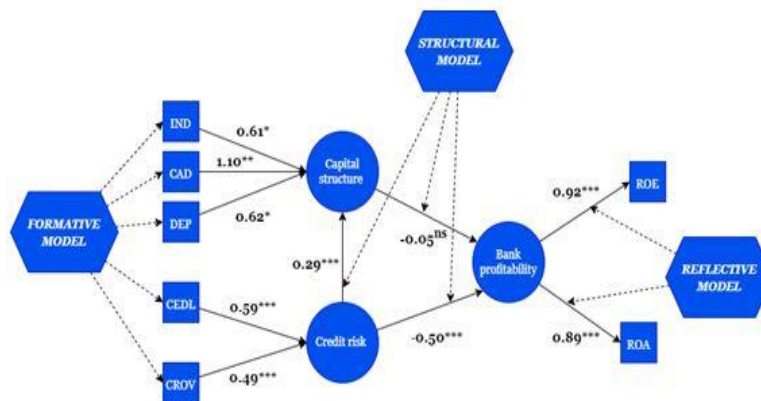 STRUCTURAL
MODEL
IND
0.61*
CAD
1.10**
Capital
structure
DEP
0.62*
FORMATIVE
MODEL
ROE
0.92***
-0.05ns
Bank
profitability
0.29***
REFLECTIVE
MODEL
CEDL
0.59***
Credit risk
-0.50***
0.89***
ROA
CROV
0.49***